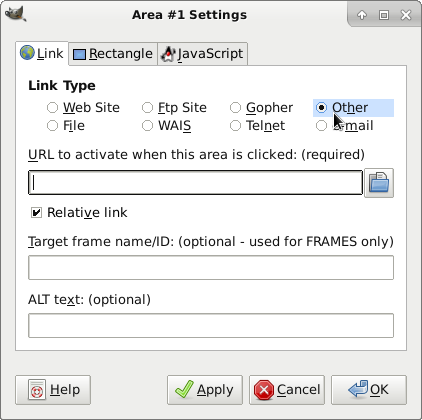 Area #1 Settings
Link Rectangle JavaScript
Link Type
Web Site Ftp Site Gopher Other
File WAIS Telnet E-mail
URL to activate when this area is clicked: (required)
Relative link
Target frame name/ID: (optional - used for FRAMES only)
ALT text: (optional)
Help Apply Cancel OK